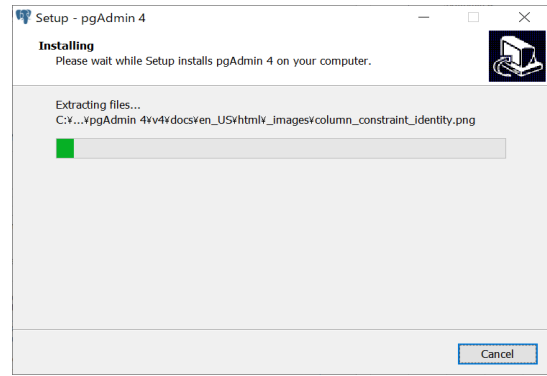 Setup - pgAdmin 4
Installing
Please wait while Setup installs pgAdmin 4 on your computer.
Extracting files...
C:¥...¥pgAdmin 4¥v4¥docs¥en_US¥html¥_images¥column_constraint_identity.png
Cancel